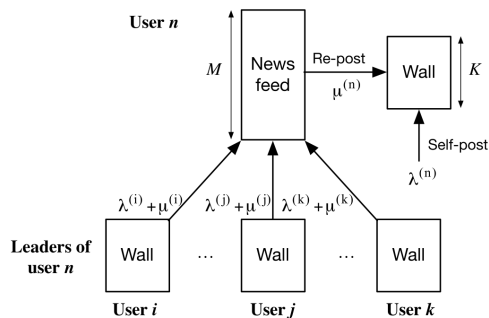 User n
M
News
feed
Re-post
μ(n)
Wall
K
Self-post
λ(n)
λ(i) + μ(i)
λ(j) + μ(j)
λ(k) + μ(k)
Leaders of
user n
Wall
...
Wall
...
Wall
User i
User j
User k